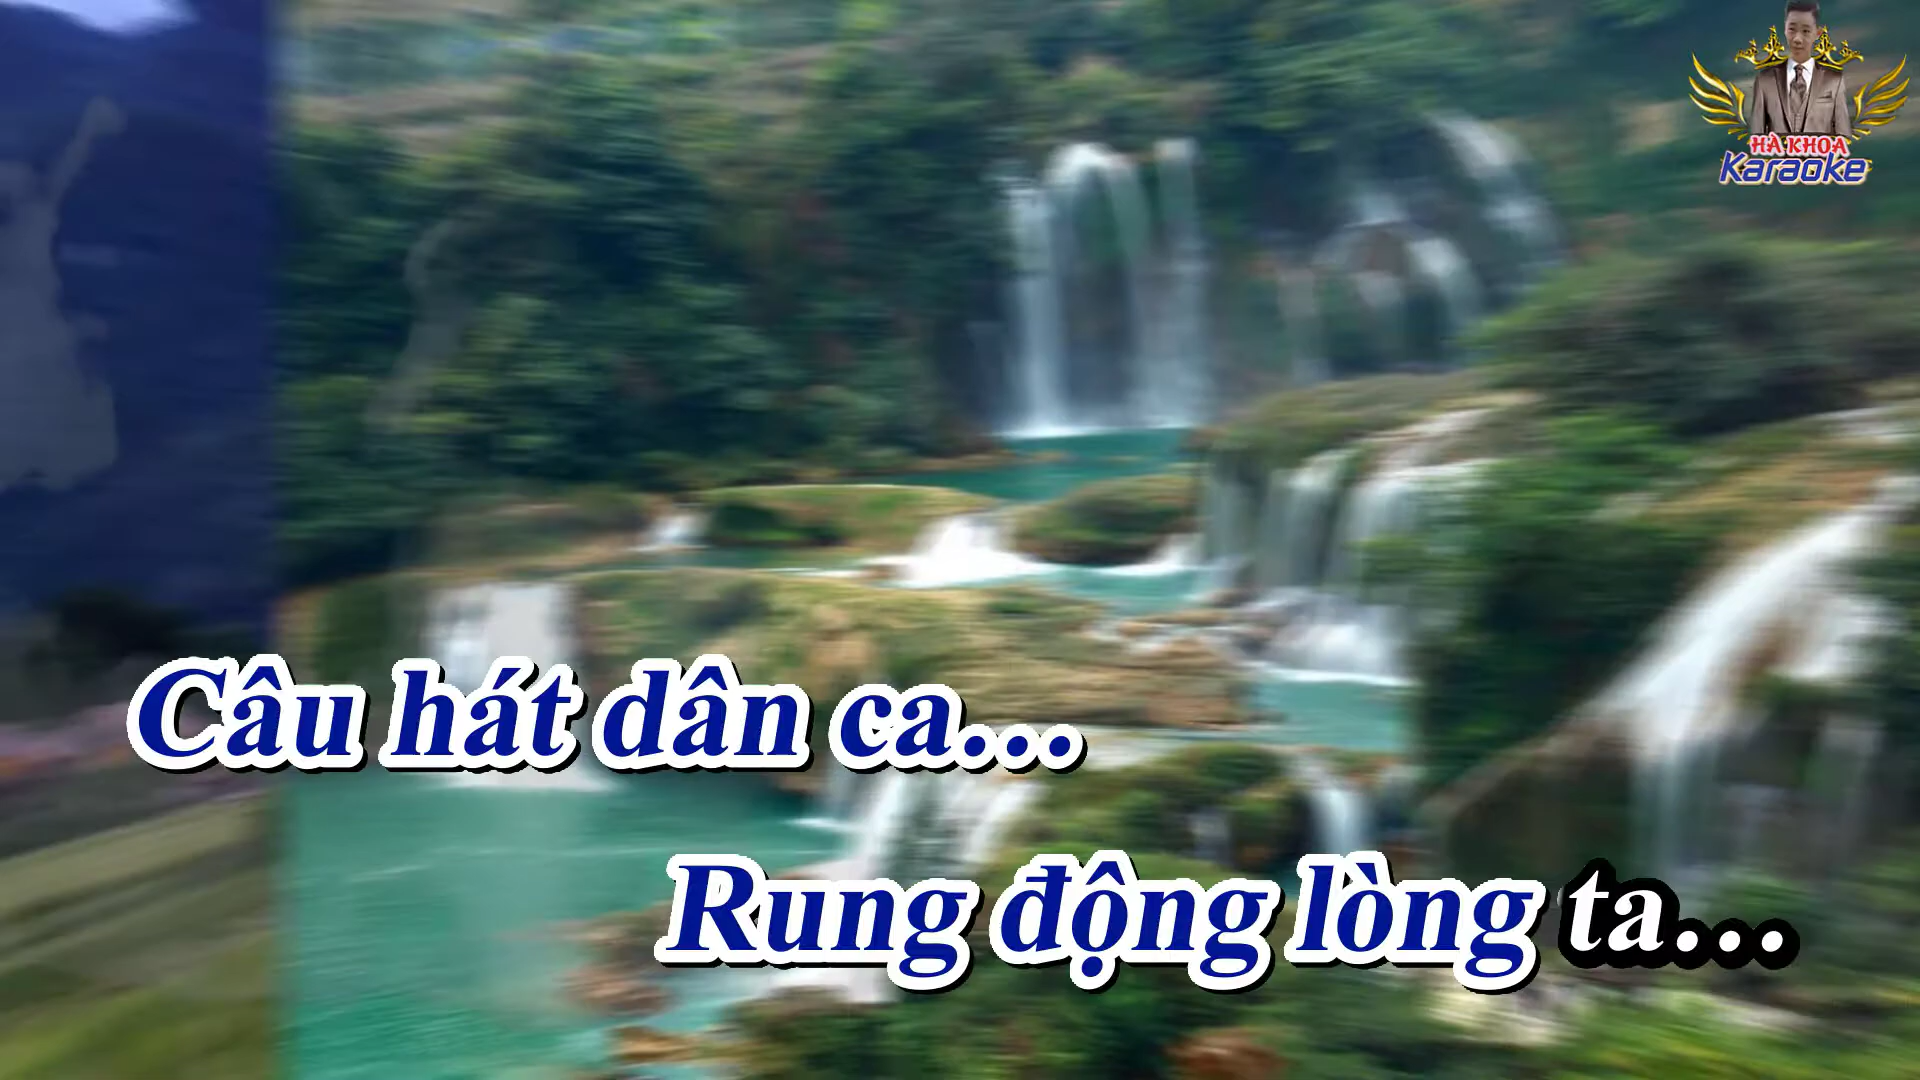 HÀ KHOA
Karaoke
Câu hát dân ca...
Rung động lòng ta...